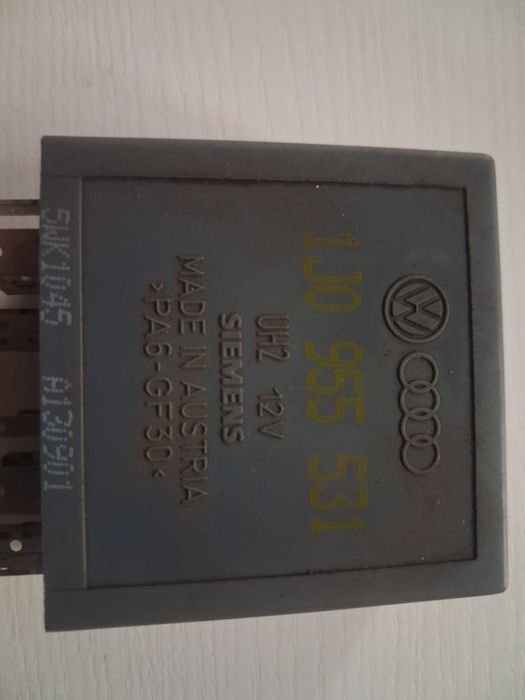 1J0 955 531
UH2 12V
SIEMENS
MADE IN AUSTRIA
>PA6-GF30<
5WK1045 A130901